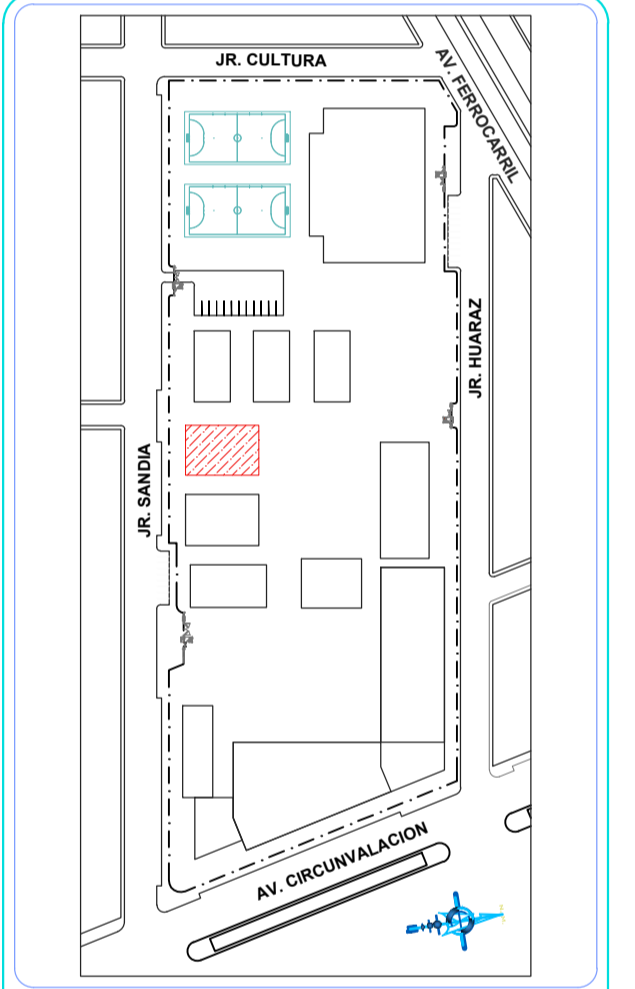 JR. CULTURA
AV. FERROCARRIL
JR. HUARAZ
JR. SANDIA
AV. CIRCUNVALACION